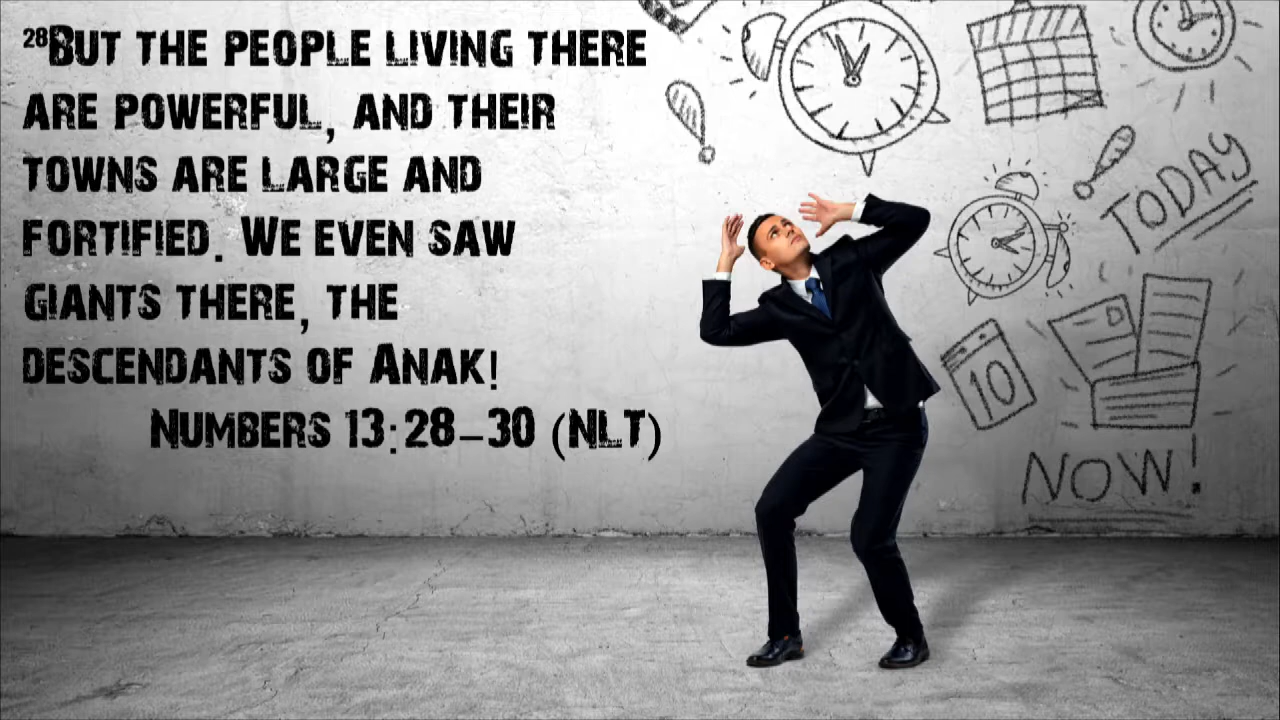 28But the people living there
are powerful, and their
towns are large and
fortified. We even saw
giants there, the
descendants of Anak!
Numbers 13:28–30 (NLT)
TODAY
10
NOW!